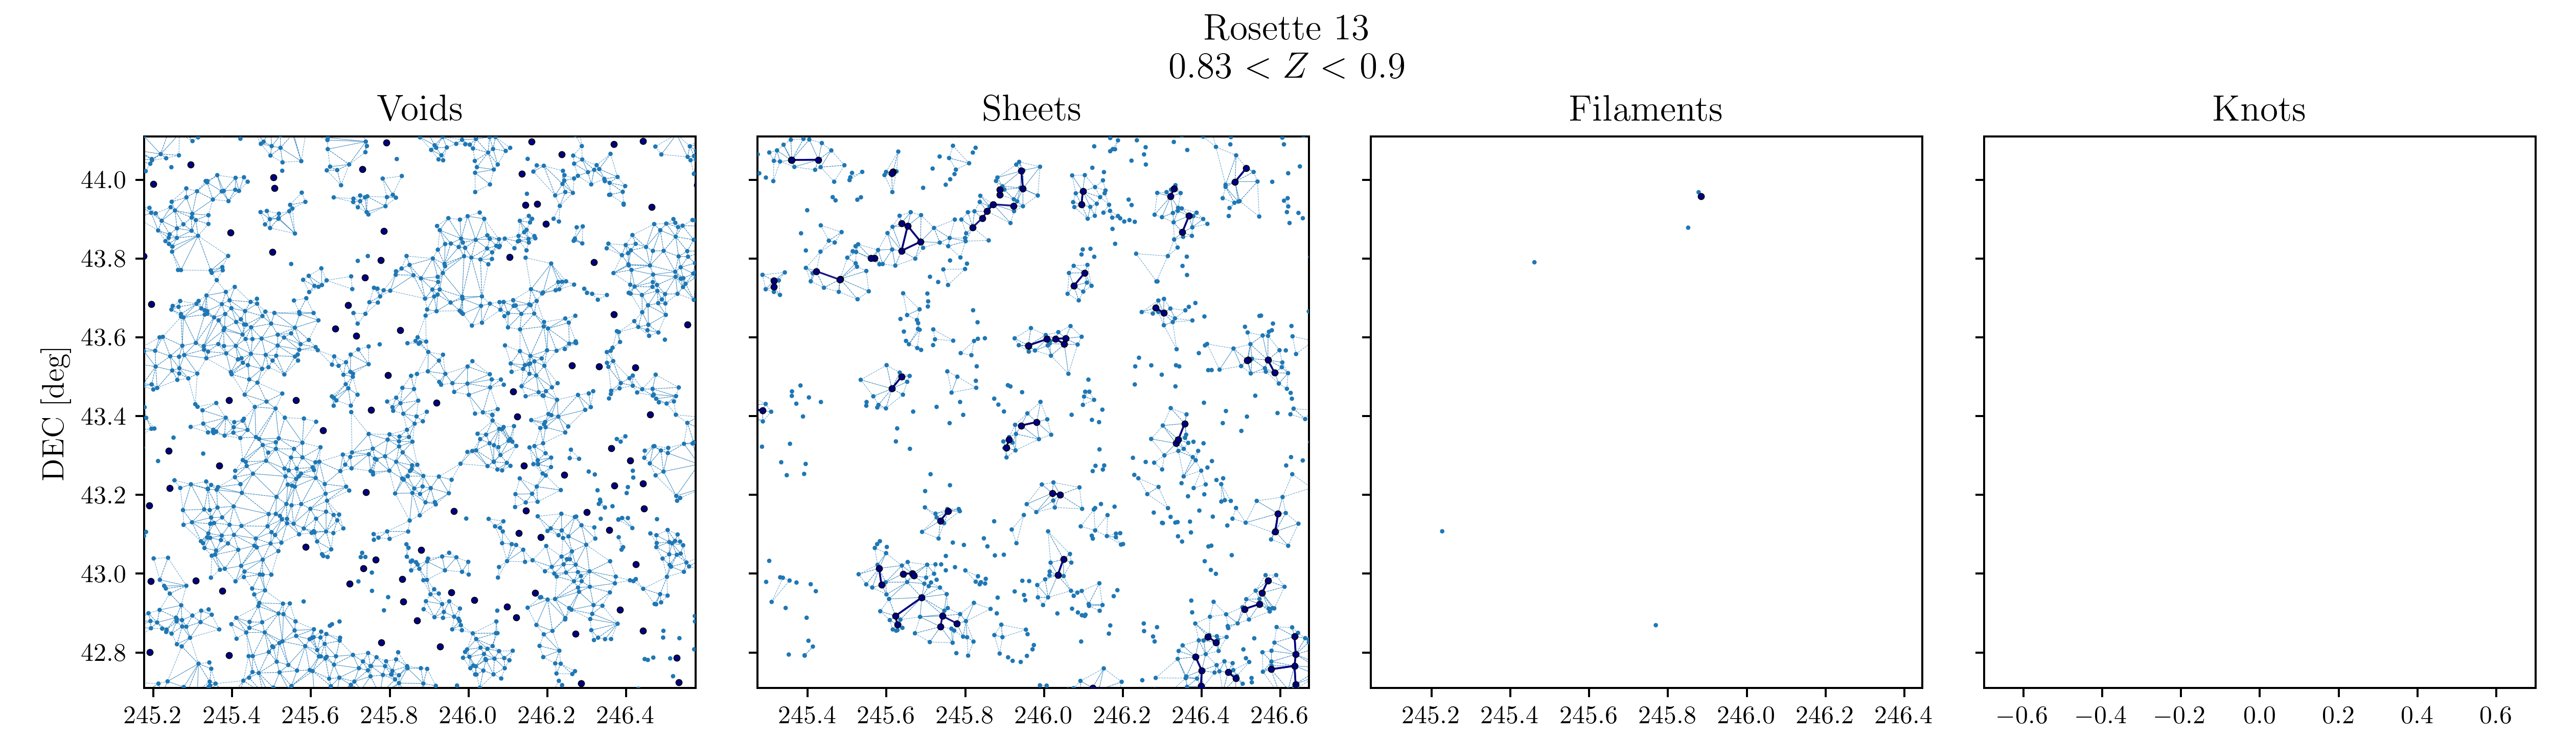 Rosette 13
0.83 < Z < 0.9
Voids
Sheets
Filaments
Knots
DEC [deg]
44.0
43.8
43.6
43.4
43.2
43.0
42.8
245.2 245.4 245.6 245.8 246.0 246.2 246.4
245.4 245.6 245.8 246.0 246.2 246.4 246.6
245.2 245.4 245.6 245.8 246.0 246.2 246.4
−0.6 −0.4 −0.2 0.0 0.2 0.4 0.6